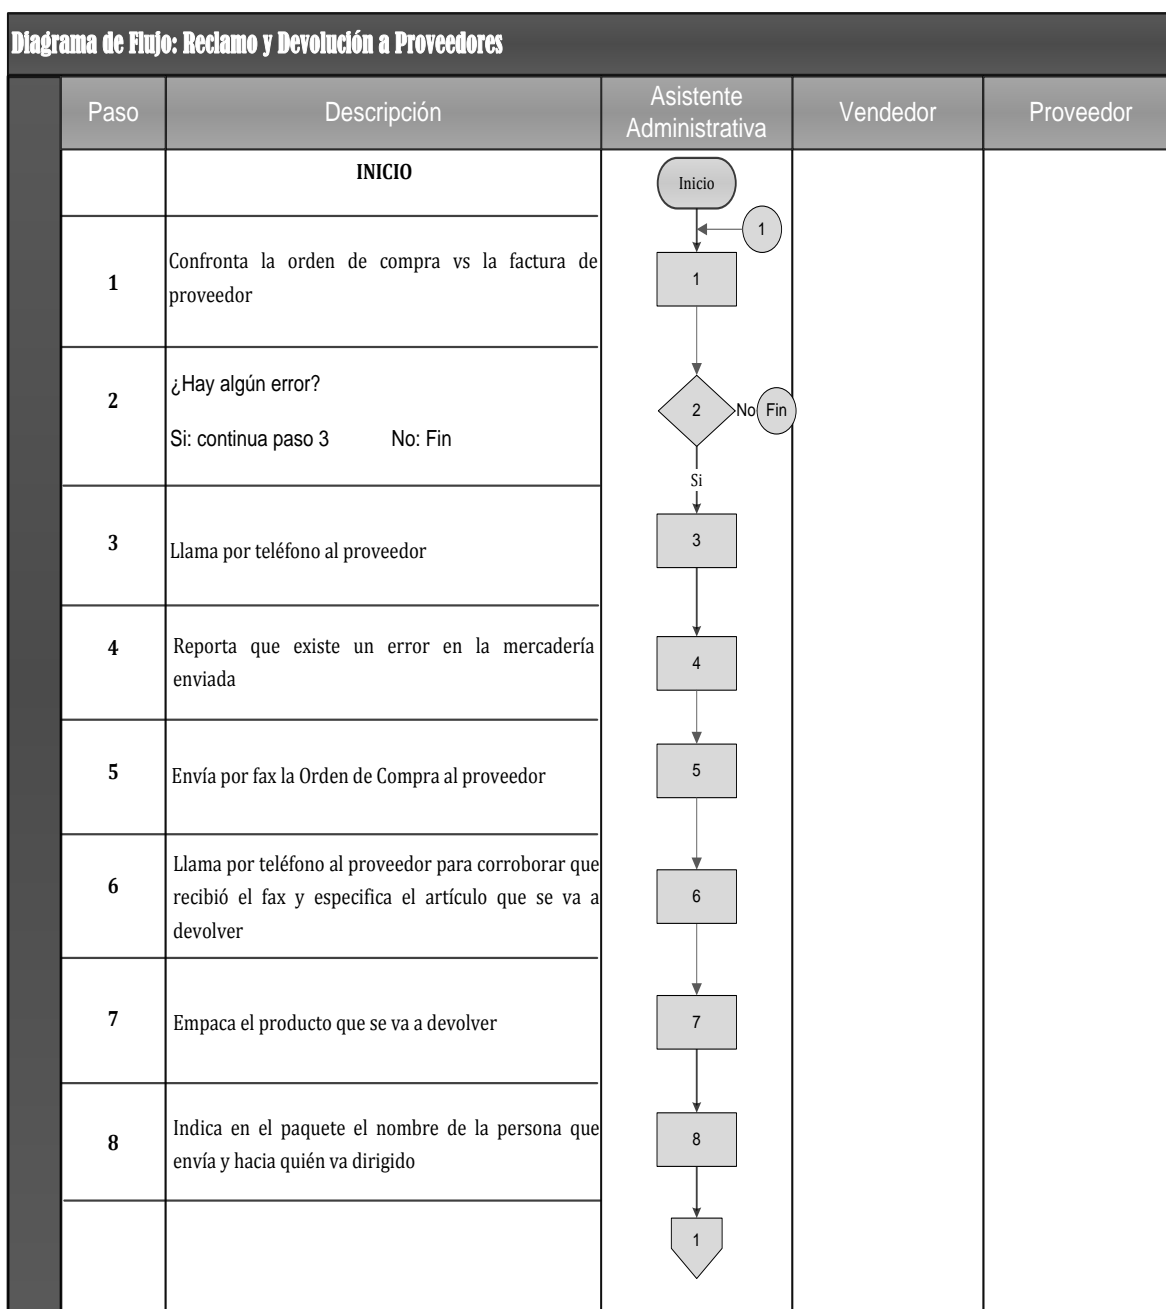 Diagrama de Flujo: Reclamo y Devolución a Proveedores
Paso
Descripción
Asistente
Administrativa
Vendedor
Proveedor
INICIO
Inicio
1
1
Confronta la orden de compra vs la factura de
proveedor
1
2
¿Hay algún error?
Si: continua paso 3 No: Fin
2
No
Fin
Si
3
Llama por teléfono al proveedor
3
4
Reporta que existe un error en la mercadería
enviada
4
5
Envía por fax la Orden de Compra al proveedor
5
6
Llama por teléfono al proveedor para corroborar que
recibió el fax y especifica el artículo que se va a
devolver
6
7
Empaca el producto que se va a devolver
7
8
Indica en el paquete el nombre de la persona que
envía y hacia quién va dirigido
8
1